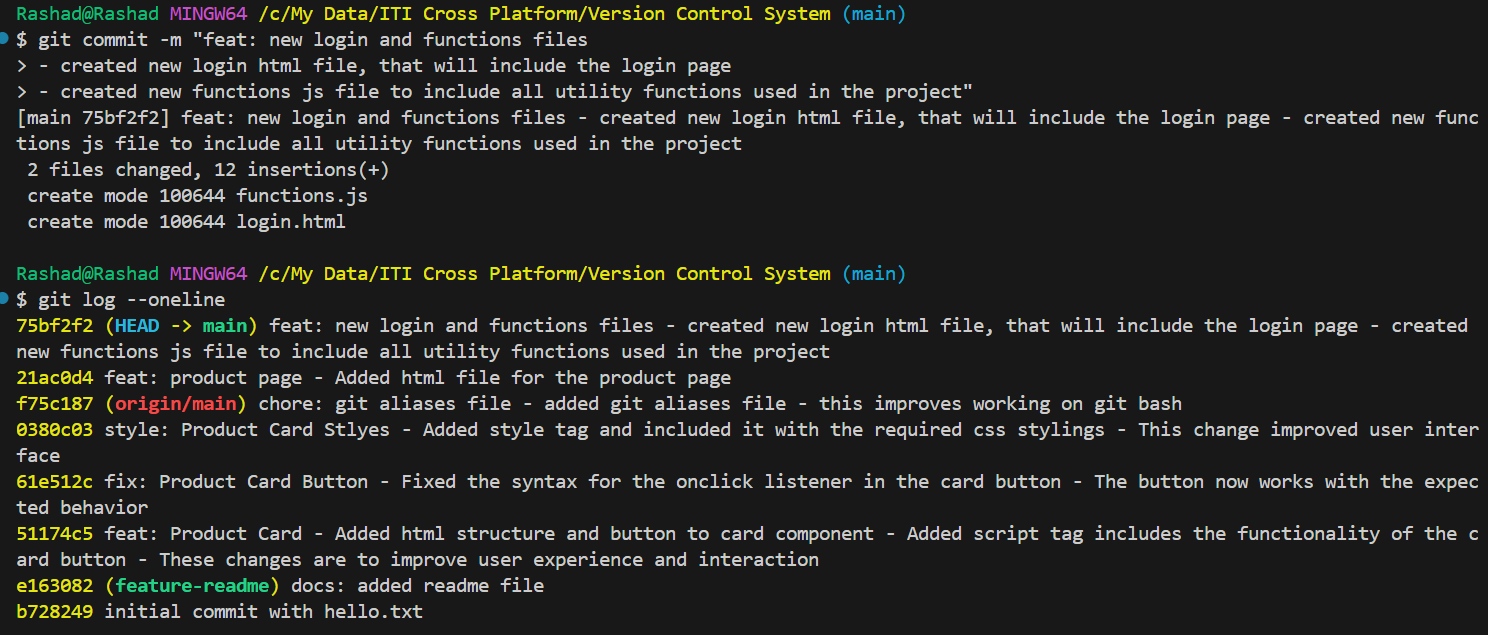 Rashad@Rashad MINGW64 /c/My Data/ITI Cross Platform/Version Control System (main)
$ git commit -m "feat: new login and functions files
> - created new login html file, that will include the login page
> - created new functions js file to include all utility functions used in the project"
[main 75bf2f2] feat: new login and functions files - created new login html file, that will include the login page - created new func
tions js file to include all utility functions used in the project
 2 files changed, 12 insertions(+)
 create mode 100644 functions.js
 create mode 100644 login.html
Rashad@Rashad MINGW64 /c/My Data/ITI Cross Platform/Version Control System (main)
$ git log --oneline
75bf2f2 (HEAD -> main) feat: new login and functions files - created new login html file, that will include the login page - created
new functions js file to include all utility functions used in the project
21ac0d4 feat: product page - Added html file for the product page
f75c187 (origin/main) chore: git aliases file - added git aliases file - this improves working on git bash
0380c03 style: Product Card Stlyes - Added style tag and included it with the required css stylings - This change improved user inter
face
61e512c fix: Product Card Button - Fixed the syntax for the onclick listener in the card button - The button now works with the expec
ted behavior
51174c5 feat: Product Card - Added html structure and button to card component - Added script tag includes the functionality of the c
ard button - These changes are to improve user experience and interaction
e163082 (feature-readme) docs: added readme file
b728249 initial commit with hello.txt